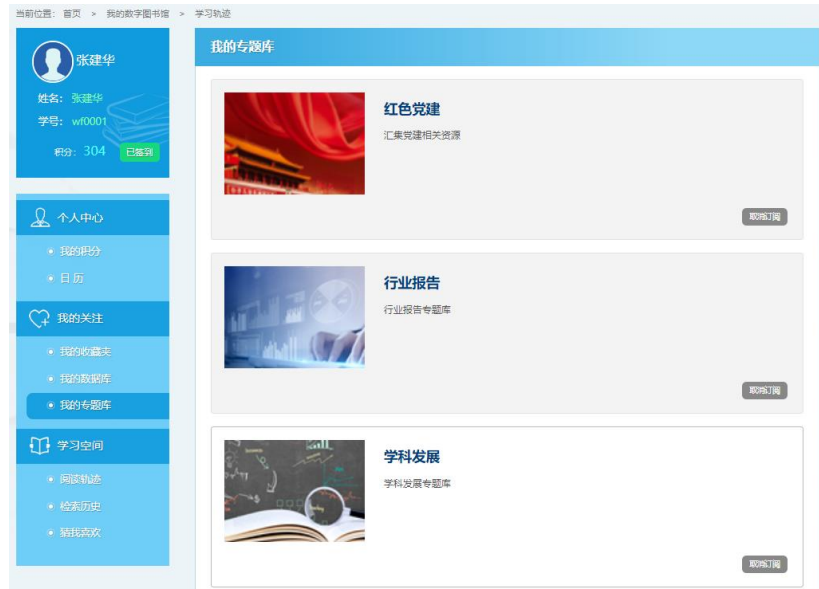 当前位置: 首页 > 我的数字图书馆 > 学习轨迹
张建华
姓名: 张建华
学号: wf0001
积分: 304 已签到
个人中心
我的积分
日历
我的关注
我的收藏夹
我的数据库
我的专题库
学习空间
阅读轨迹
检索历史
猜我喜欢
我的专题库
红色党建
汇集党建相关资源
取消订阅
行业报告
行业报告专题库
取消订阅
学科发展
学科发展专题库
取消订阅